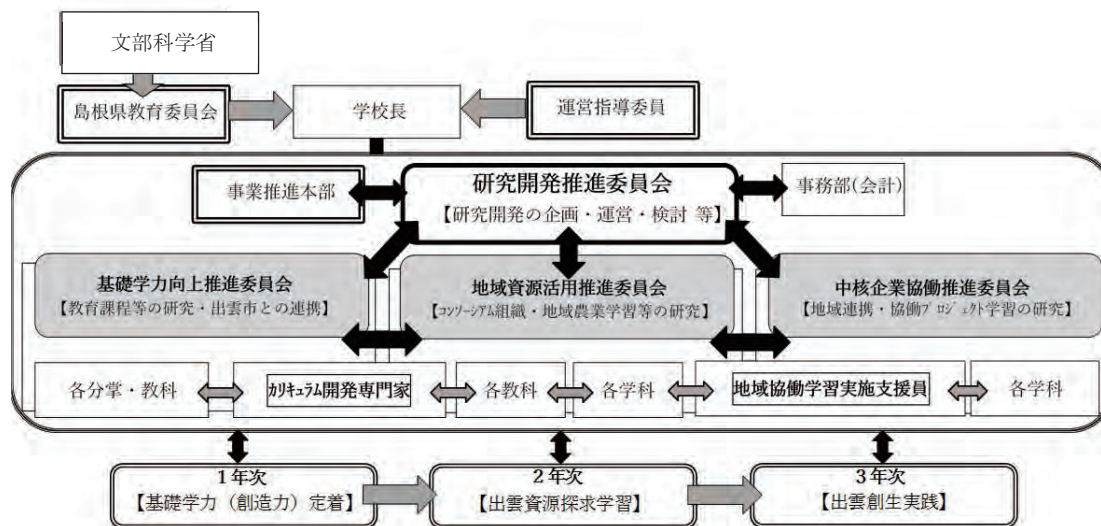 文部科学省
島根県教育委員会
学校長
運営指導委員
事業推進本部
研究開発推進委員会
【研究開発の企画・運営・検討 等】
事務部(会計)
基礎学力向上推進委員会
【教育課程等の研究・出雲市との連携】
地域資源活用推進委員会
【コンソーシアム組織・地域農業学習等の研究】
中核企業協働推進委員会
【地域連携・協働プロジェクト学習の研究】
各分掌・教科
カリキュラム開発専門家
各教科
各学科
地域協働学習実施支援員
各学科
1年次
【基礎学力（創造力）定着】
2年次
【出雲資源探求学習】
3年次
【出雲創生実践】